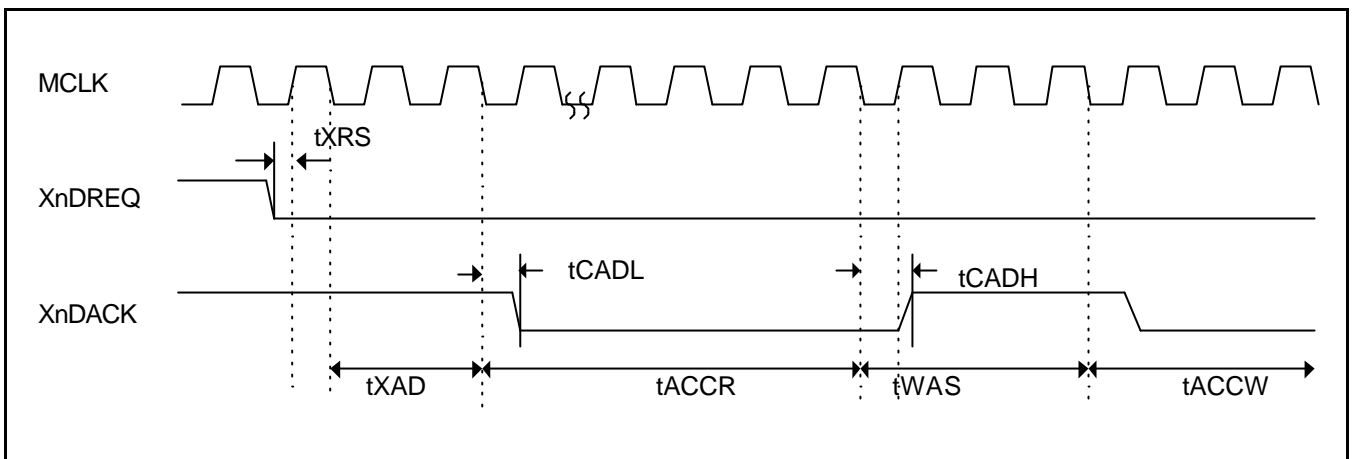 MCLK
tXRS
XnDREQ
tCADL
tCADH
XnDACK
tXAD
tACCR
tWAS
tACCW